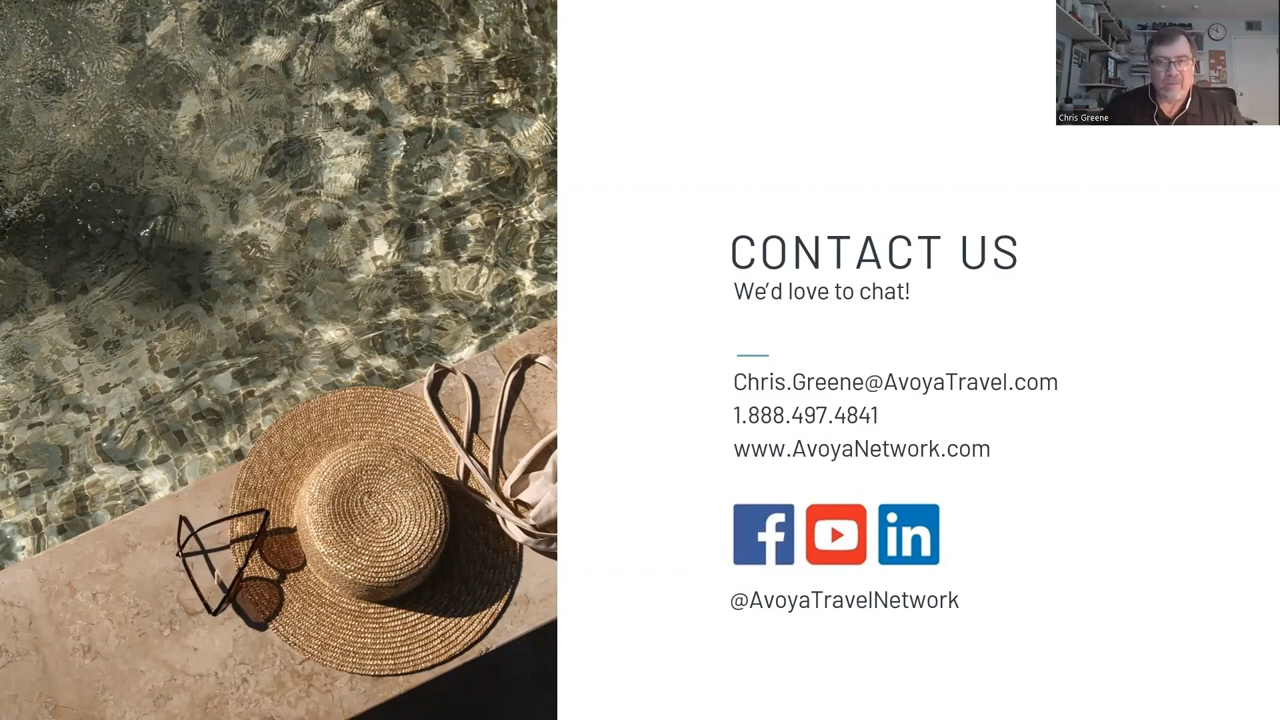 Chris Greene
CONTACT US
We’d love to chat!
Chris.Greene@AvoyaTravel.com
1.888.497.4841
www.AvoyaNetwork.com
f
in
@AvoyaTravelNetwork